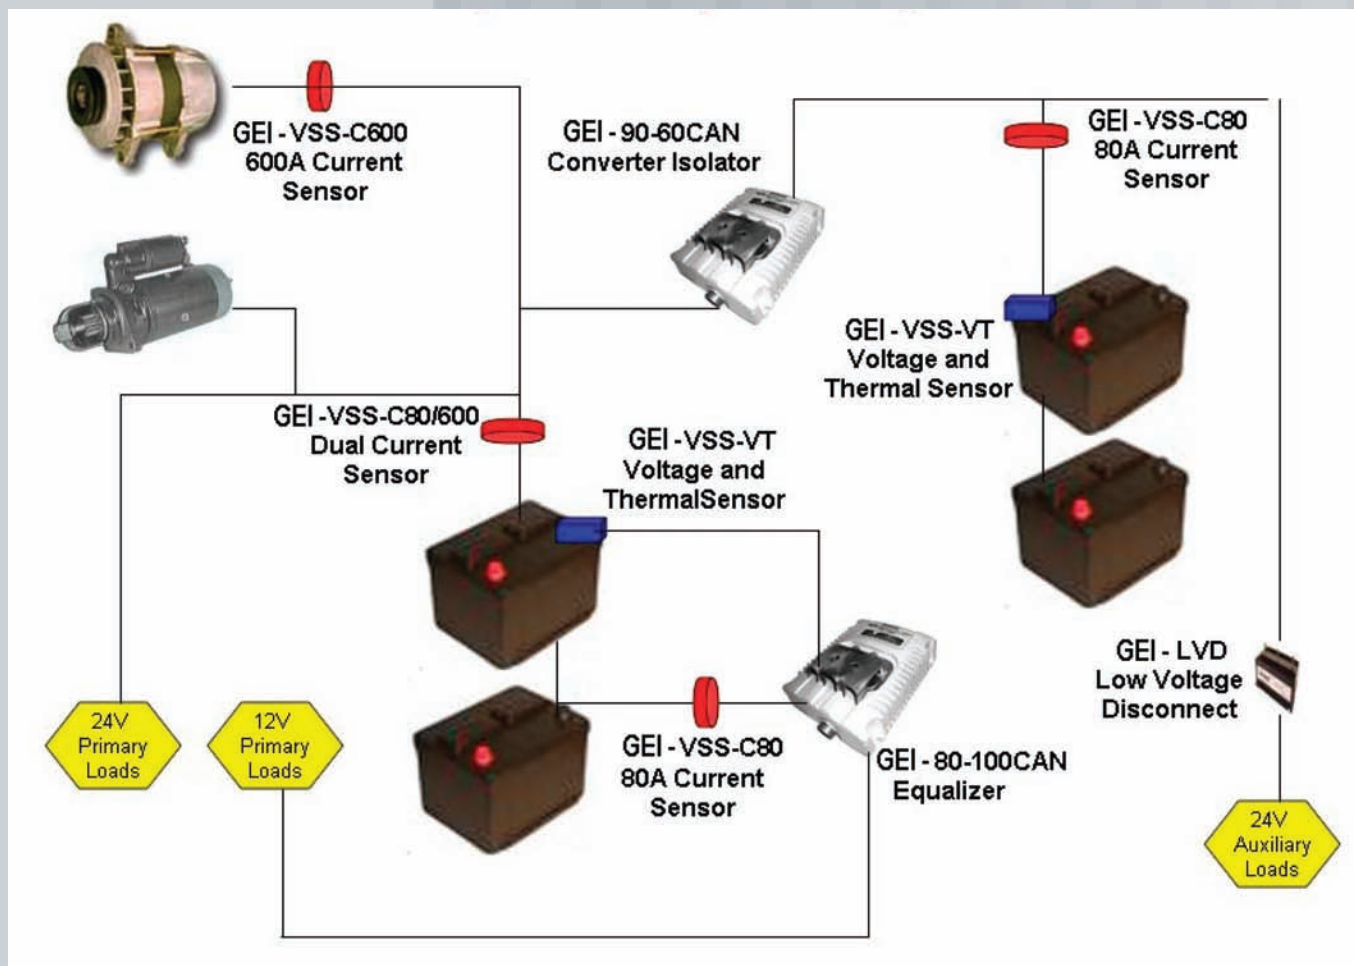 GEI - VSS-C600
600A Current
Sensor
GEI - 90-60CAN
Converter Isolator
GEI - VSS-C80
80A Current
Sensor
GEI - VSS-VT
Voltage and
Thermal Sensor
GEI -VSS-C80/600
Dual Current
Sensor
GEI - VSS-VT
Voltage and
ThermalSensor
GEI - LVD
Low Voltage
Disconnect
24V
Primary
Loads
12V
Primary
Loads
GEI - VSS-C80
80A Current
Sensor
GEI - 80-100CAN
Equalizer
24V
Auxiliary
Loads